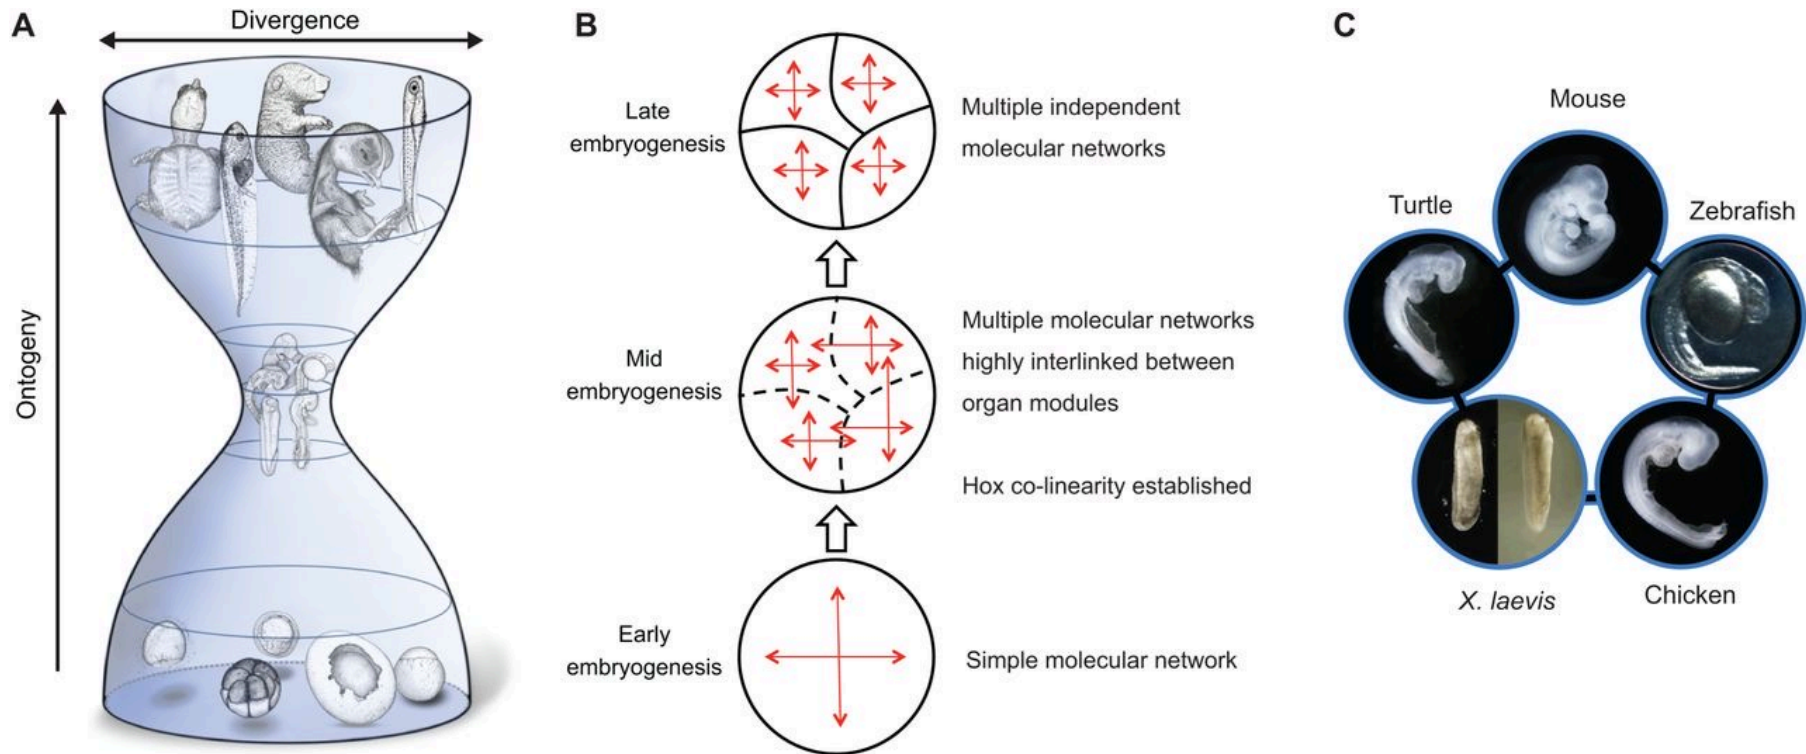 A
Divergence
Ontogeny
B
Late
embryogenesis
Multiple independent
molecular networks
Mid
embryogenesis
Multiple molecular networks
highly interlinked between
organ modules
Hox co-linearity established
Early
embryogenesis
Simple molecular network
C
Mouse
Turtle
Zebrafish
X. laevis
Chicken